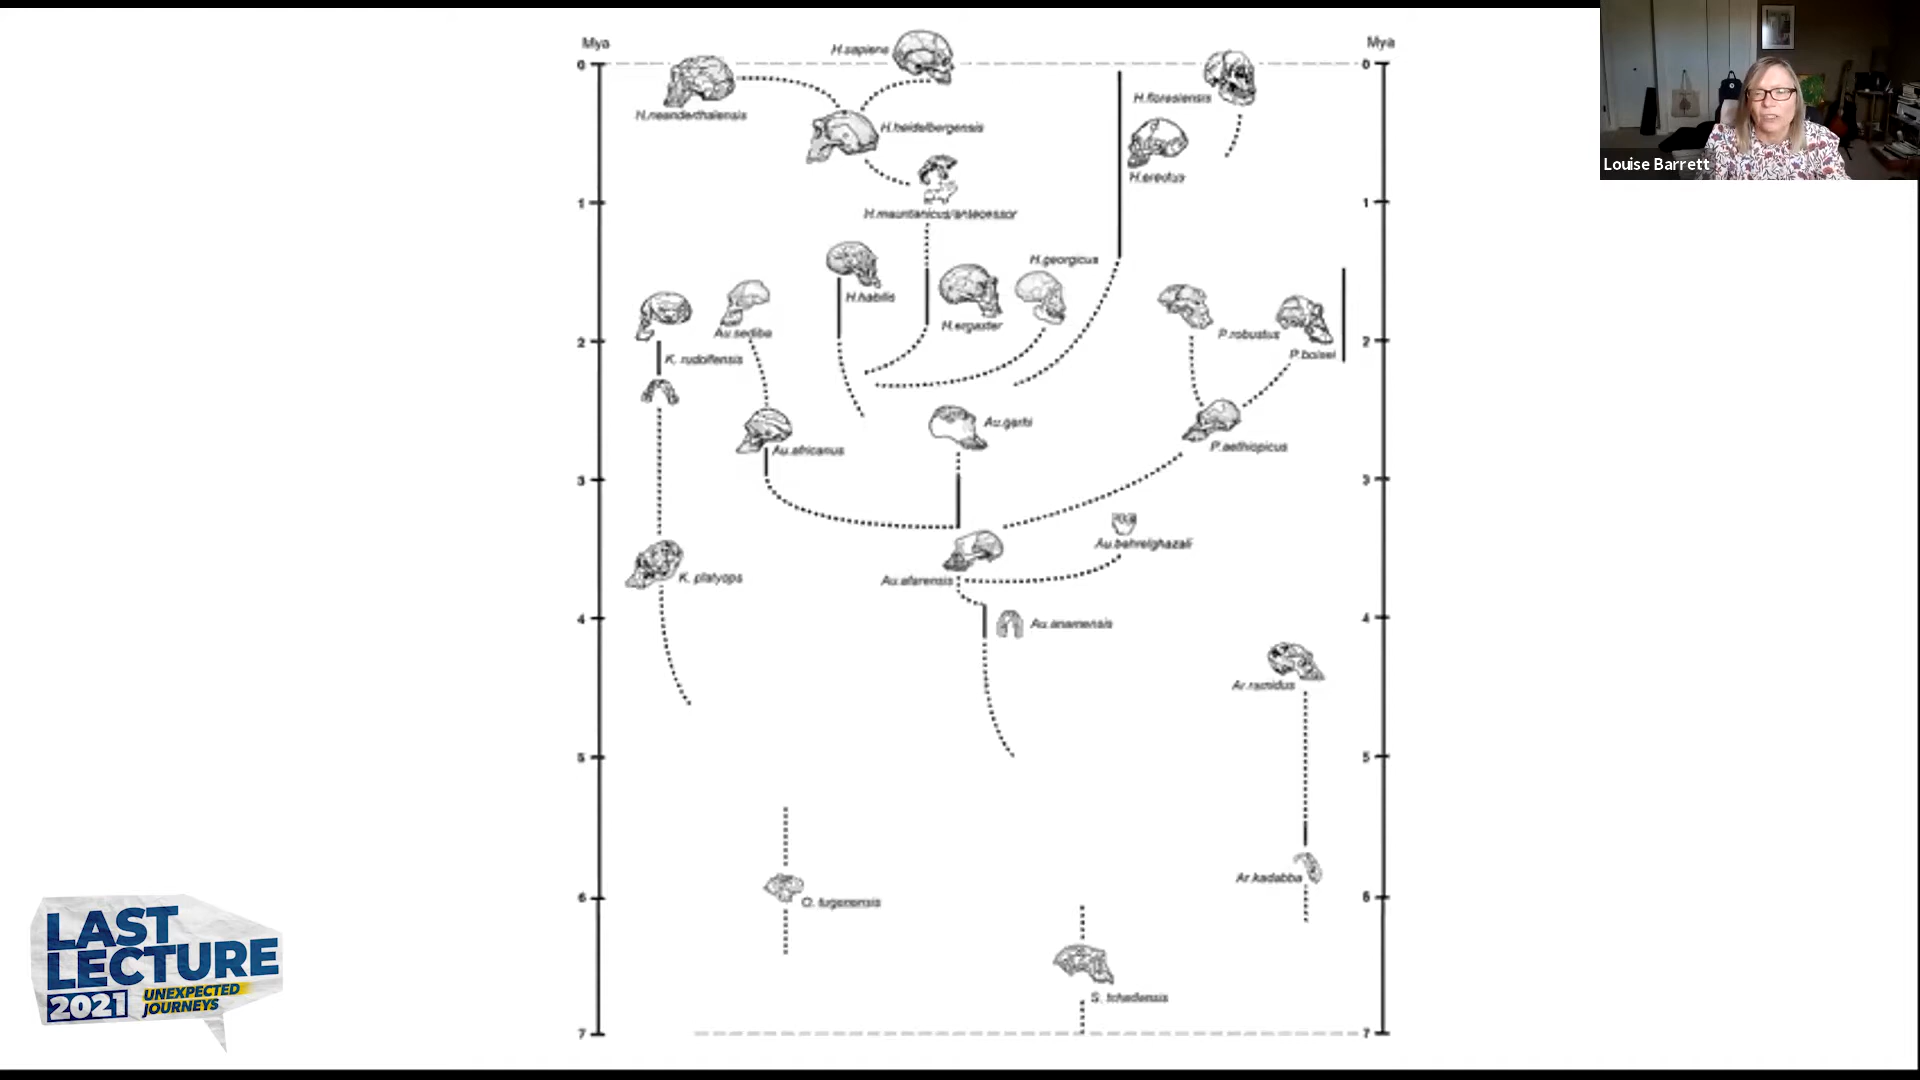 Mya
Mya
0
0
H.sapiens
H.neanderthalensis
H.heidelbergensis
H.floresiensis
H.erectus
1
1
H.mauritanicus/antecessor
H.georgicus
H.habilis
H.ergaster
Au.sediba
P.robustus
P.boisei
2
2
K. rudolfensis
Au.garhi
Au.africanus
P.aethiopicus
3
3
Au.bahrelghazali
K. platyops
Au.afarensis
4
4
Au.anamensis
Ar.ramidus
5
5
Ar.kadabba
6
6
O. tugenensis
S. tchadensis
7
7
LAST
LECTURE
2021 UNEXPECTED
JOURNEYS
Louise Barrett